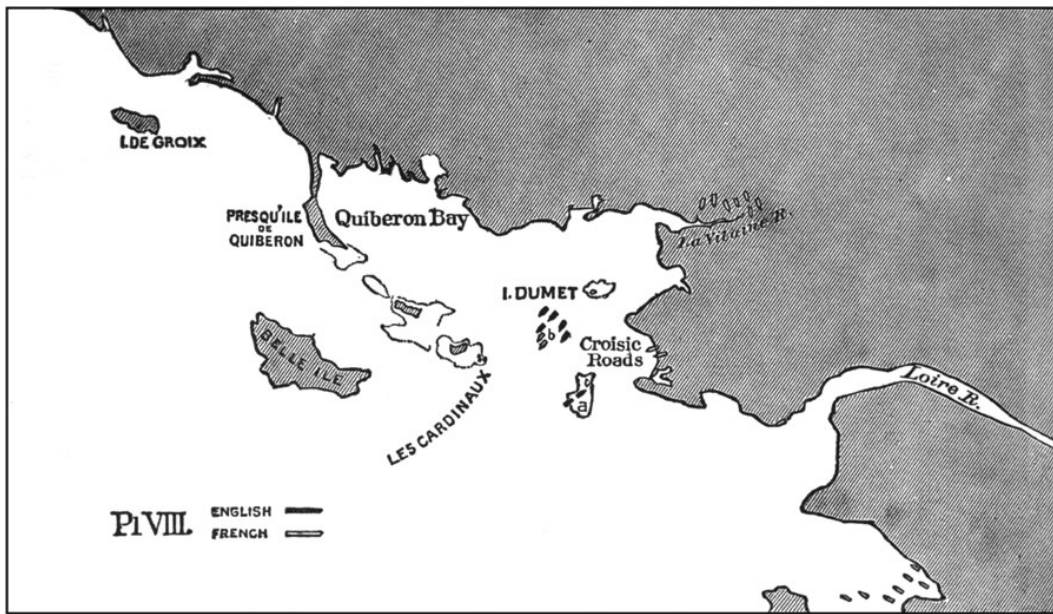 I.DE GROIX
PRESQU'ILE
DE
QUIBERON
Quiberon Bay
La Vilaine R.
I. DUMET
b
Croisic
Roads
a
BELLE ILE
LES CARDINAUX
Loire R.
Pl VIII.
ENGLISH
FRENCH